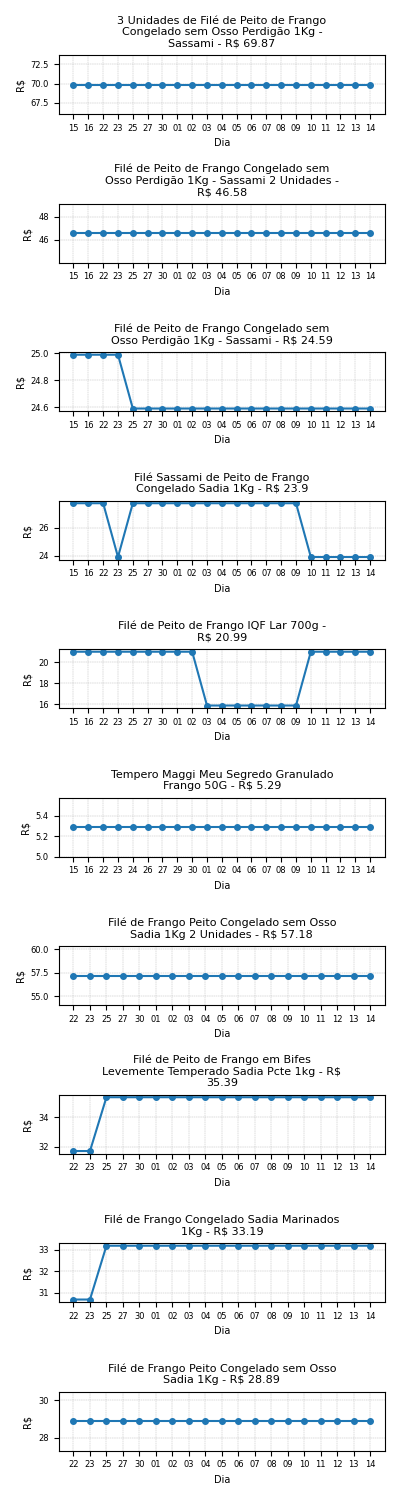 3 Unidades de Filé de Peito de Frango
Congelado sem Osso Perdigão 1Kg -
Sassami - R$ 69.87
72.5
70.0
67.5
R$
15 16 22 23 25 27 30 01 02 03 04 05 06 07 08 09 10 11 12 13 14
Dia
Filé de Peito de Frango Congelado sem
Osso Perdigão 1Kg - Sassami 2 Unidades -
R$ 46.58
48
46
R$
15 16 22 23 25 27 30 01 02 03 04 05 06 07 08 09 10 11 12 13 14
Dia
Filé de Peito de Frango Congelado sem
Osso Perdigão 1Kg - Sassami - R$ 24.59
25.0
24.8
24.6
R$
15 16 22 23 25 27 30 01 02 03 04 05 06 07 08 09 10 11 12 13 14
Dia
Filé Sassami de Peito de Frango
Congelado Sadia 1Kg - R$ 23.9
26
24
R$
15 16 22 23 25 27 30 01 02 03 04 05 06 07 08 09 10 11 12 13 14
Dia
Filé de Peito de Frango IQF Lar 700g -
R$ 20.99
20
18
16
R$
15 16 22 23 25 27 30 01 02 03 04 05 06 07 08 09 10 11 12 13 14
Dia
Tempero Maggi Meu Segredo Granulado
Frango 50G - R$ 5.29
5.4
5.2
5.0
R$
15 16 22 23 24 26 27 29 30 01 02 04 05 06 07 08 10 11 12 13 14
Dia
Filé de Frango Peito Congelado sem Osso
Sadia 1Kg 2 Unidades - R$ 57.18
60.0
57.5
55.0
R$
22 23 25 27 30 01 02 03 04 05 06 07 08 09 10 11 12 13 14
Dia
Filé de Peito de Frango em Bifes
Levemente Temperado Sadia Pcte 1kg - R$
35.39
34
32
R$
22 23 25 27 30 01 02 03 04 05 06 07 08 09 10 11 12 13 14
Dia
Filé de Frango Congelado Sadia Marinados
1Kg - R$ 33.19
33
32
31
R$
22 23 25 27 30 01 02 03 04 05 06 07 08 09 10 11 12 13 14
Dia
Filé de Frango Peito Congelado sem Osso
Sadia 1Kg - R$ 28.89
30
28
R$
22 23 25 27 30 01 02 03 04 05 06 07 08 09 10 11 12 13 14
Dia